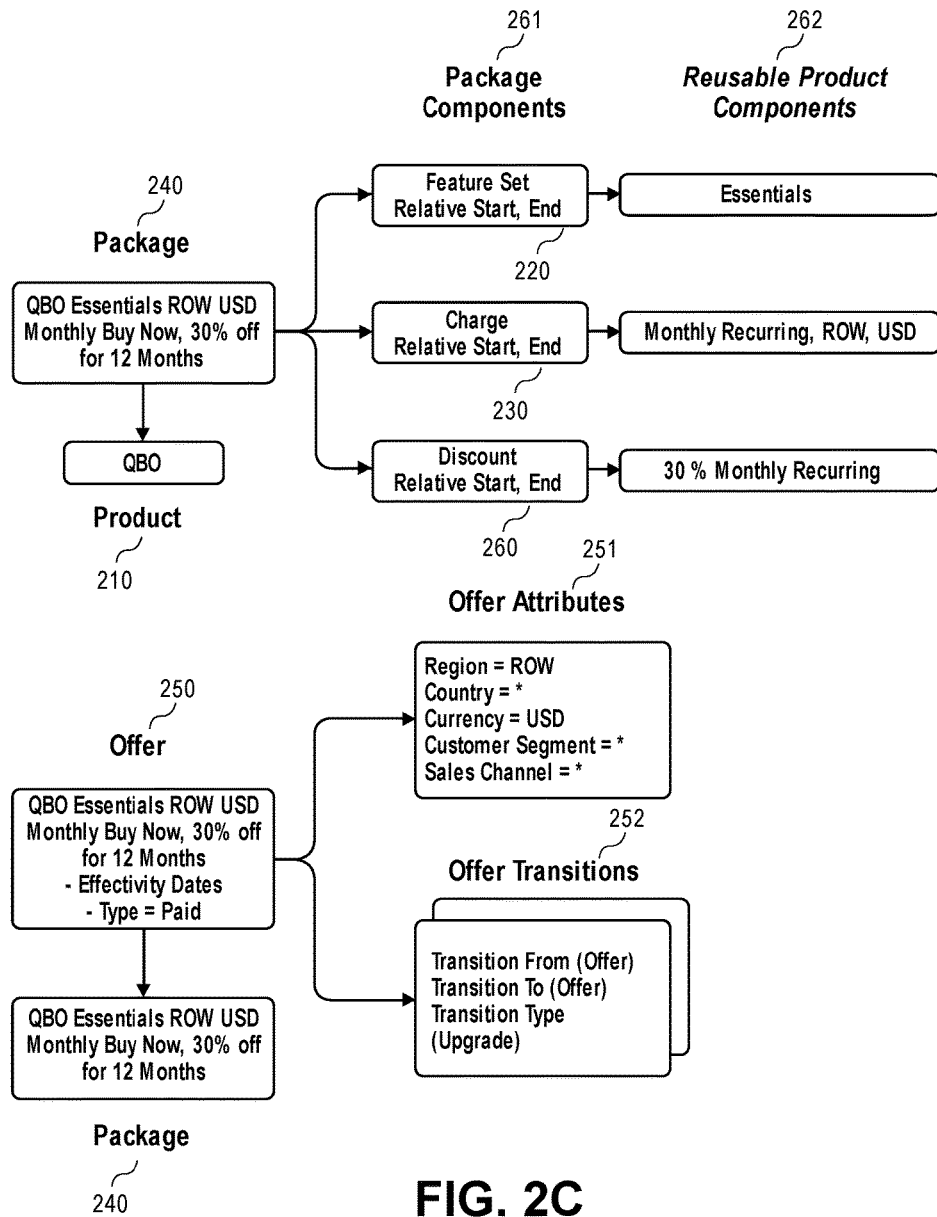 261
262
Package
Components
Reusable Product
Components
240
Package
Feature Set
Relative Start, End
Essentials
220
QBO Essentials ROW USD
Monthly Buy Now, 30% off
for 12 Months
Charge
Relative Start, End
Monthly Recurring, ROW, USD
230
QBO
Discount
Relative Start, End
30 % Monthly Recurring
Product
210
260
251
Offer Attributes
Region = ROW
Country = *
Currency = USD
Customer Segment = *
Sales Channel = *
250
Offer
QBO Essentials ROW USD
Monthly Buy Now, 30% off
for 12 Months
- Effectivity Dates
- Type = Paid
252
Offer Transitions
Transition From (Offer)
Transition To (Offer)
Transition Type
(Upgrade)
QBO Essentials ROW USD
Monthly Buy Now, 30% off
for 12 Months
Package
240
FIG. 2C